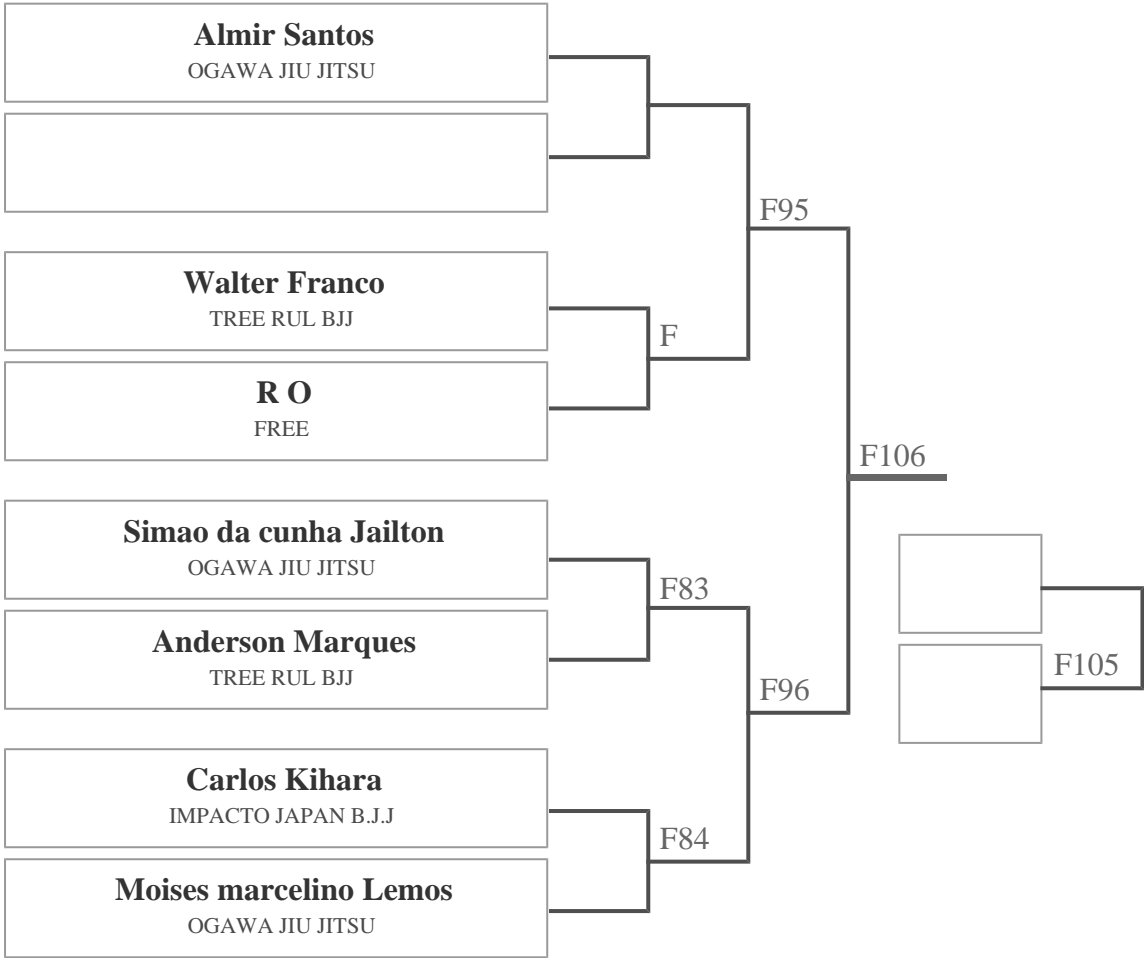 Almir Santos
OGAWA JIU JITSU
F95
Walter Franco
TREE RUL BJJ
F
R O
FREE
F106
Simao da cunha Jailton
OGAWA JIU JITSU
F83
Anderson Marques
TREE RUL BJJ
F96
F105
Carlos Kihara
IMPACTO JAPAN B.J.J
F84
Moises marcelino Lemos
OGAWA JIU JITSU